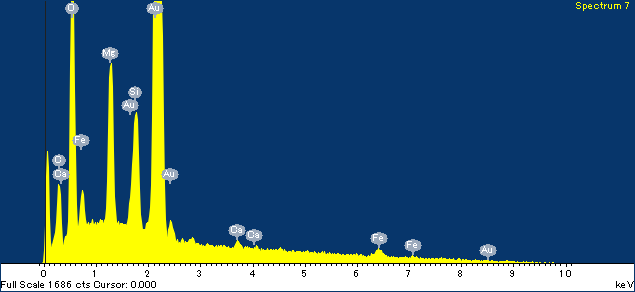 Spectrum 7
O Au
Mg
Si
Au
Fe
C
Ca Au
Ca Ca Fe Fe Au
0 1 2 3 4 5 6 7 8 9 10
Full Scale 1686 cts Cursor: 0.000 keV